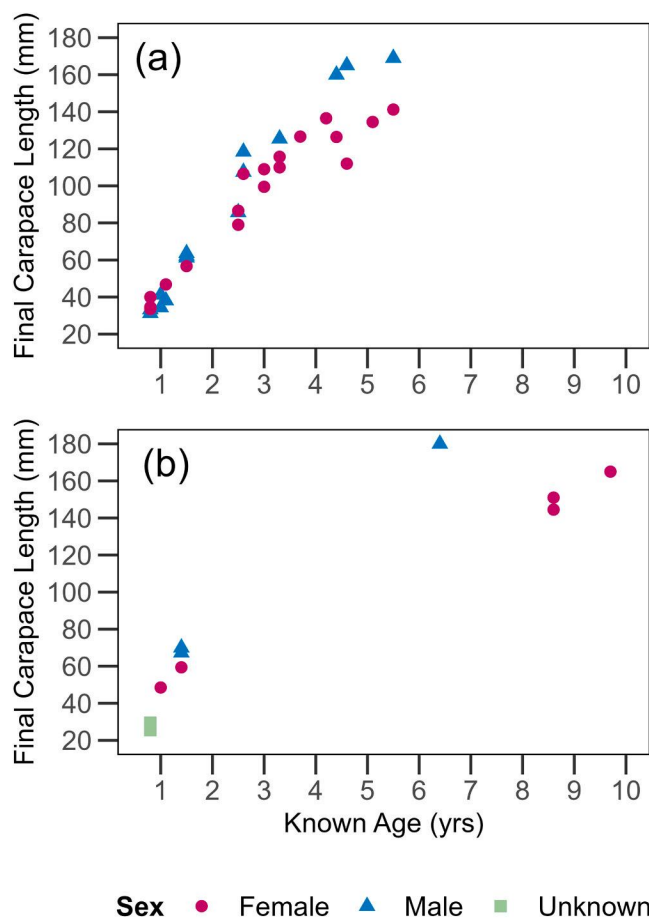 (a)
Final Carapace Length (mm)
180
160
140
120
100
80
60
40
20
1 2 3 4 5 6 7 8 9 10
(b)
Final Carapace Length (mm)
180
160
140
120
100
80
60
40
20
1 2 3 4 5 6 7 8 9 10
Known Age (yrs)
Sex Female Male Unknown